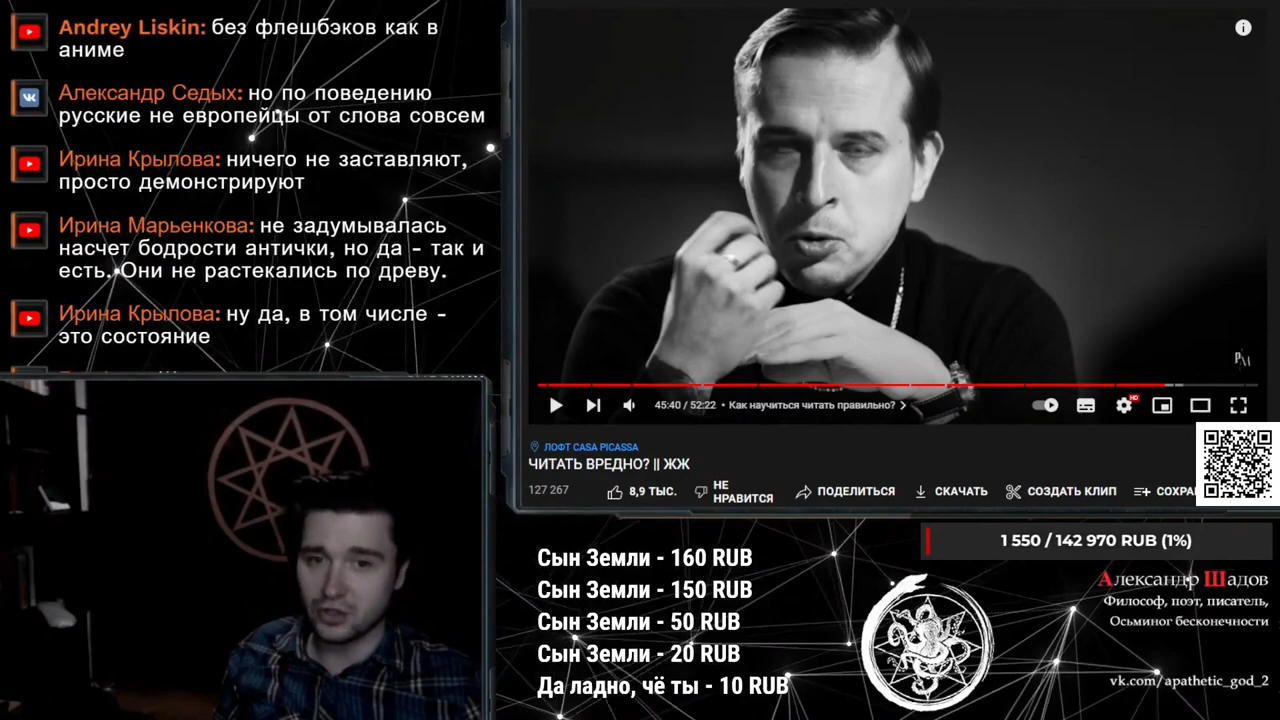 Andrey Liskin: без флешбэков как в
аниме
Александр Седых: но по поведению
русские не европейцы от слова совсем
Ирина Крылова: ничего не заставляют,
просто демонстрируют
Ирина Марьенкова: не задумывалась
насчет бодрости антички, но да - так и
есть. Они не растекались по древу.
Ирина Крылова: ну да, в том числе -
это состояние
45:40 / 52:22 • Как научиться читать правильно?
HD
ЛОФТ CASA PICASSA
ЧИТАТЬ ВРЕДНО? || ЖЖ
127 267
8,9 ТЫС.
НЕ
НРАВИТСЯ
ПОДЕЛИТЬСЯ
СКАЧАТЬ
СОЗДАТЬ КЛИП
СОХРА
1 550 / 142 970 RUB (1%)
Сын Земли - 160 RUB
Сын Земли - 150 RUB
Сын Земли - 50 RUB
Сын Земли - 20 RUB
Да ладно, чё ты - 10 RUB
Александр Шадов
Философ, поэт, писатель,
Осьминог бесконечности
vk.com/apathetic_god_2